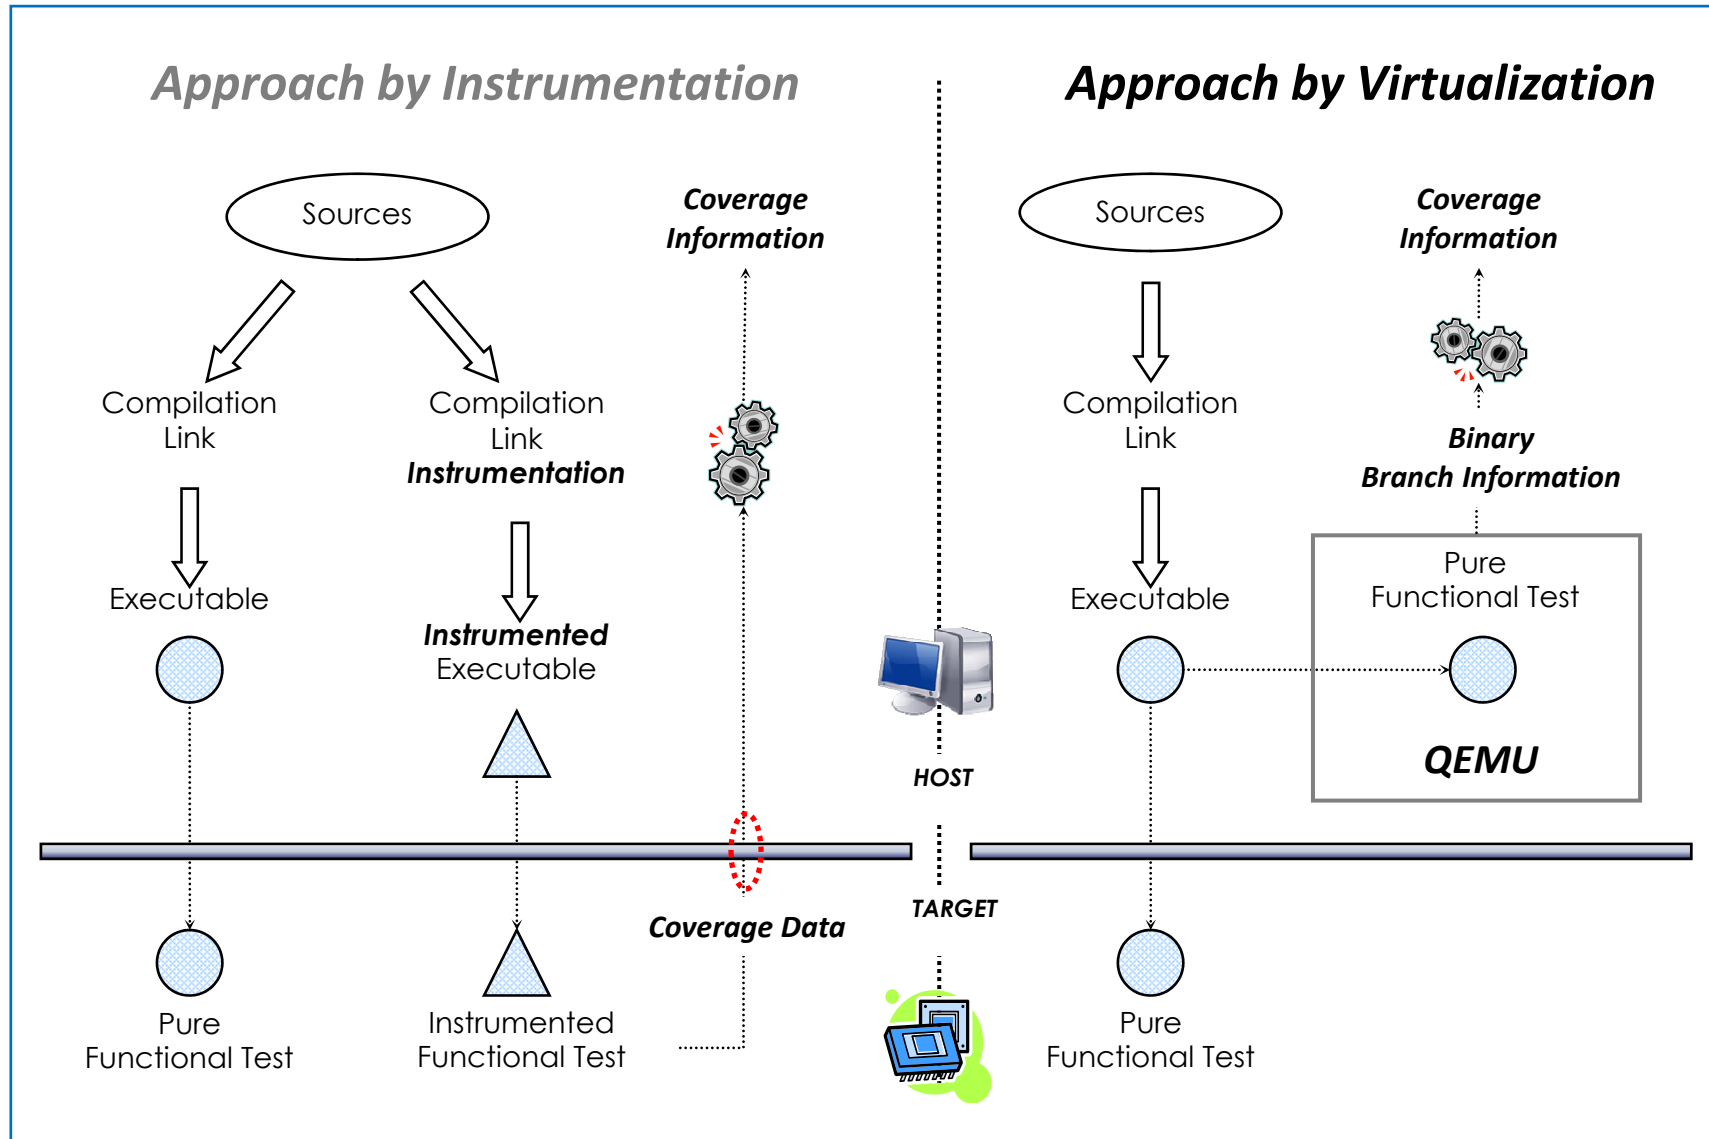 Approach by Instrumentation
Sources
Coverage
Information
Compilation
Link
Compilation
Link
Instrumentation
Executable
Instrumented
Executable
Coverage Data
Pure
Functional Test
Instrumented
Functional Test
HOST
TARGET
Approach by Virtualization
Sources
Coverage
Information
Compilation
Link
Binary
Branch Information
Executable
Pure
Functional Test
QEMU
Pure
Functional Test